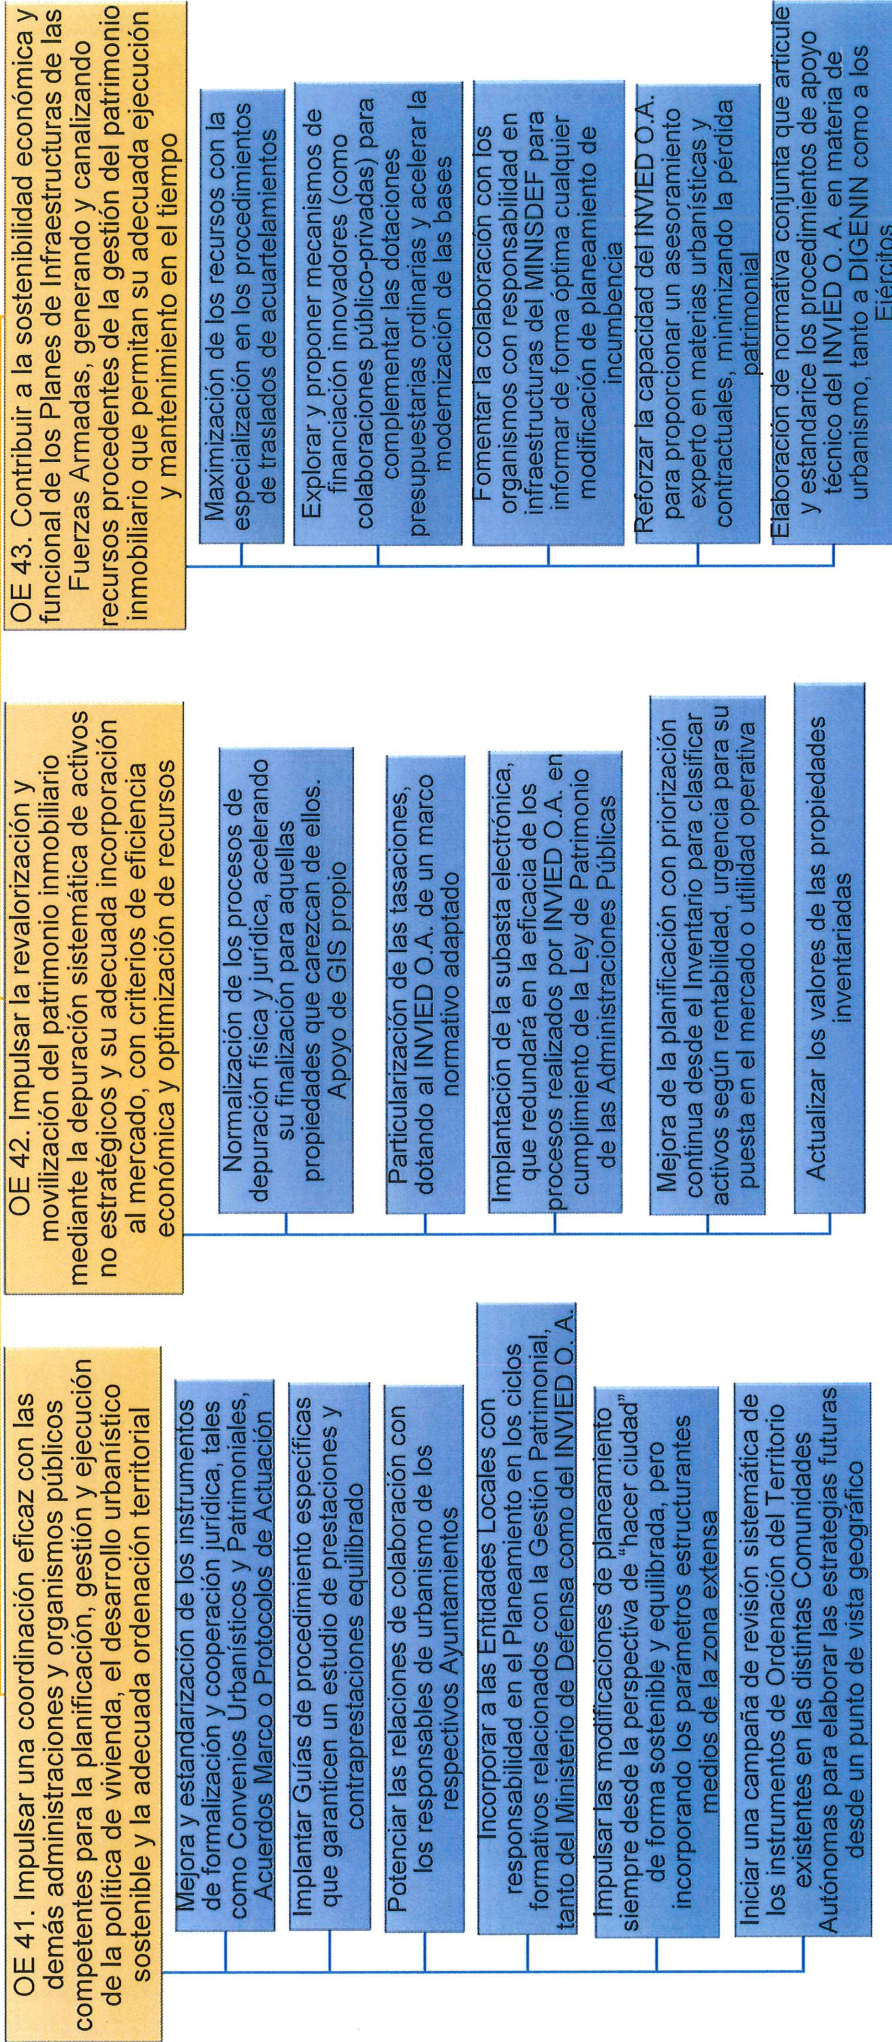 OE 41. Impulsar una coordinación eficaz con las
demás administraciones y organismos públicos
competentes para la planificación, gestión y ejecución
de la política de vivienda, el desarrollo urbanístico
sostenible y la adecuada ordenación territorial
Mejora y estandarización de los instrumentos
de formalización y cooperación jurídica, tales
como Convenios Urbanísticos y Patrimoniales,
Acuerdos Marco o Protocolos de Actuación
Implantar Guías de procedimiento específicas
que garanticen un estudio de prestaciones y
contraprestaciones equilibrado
Potenciar las relaciones de colaboración con
los responsables de urbanismo de los
respectivos Ayuntamientos
Incorporar a las Entidades Locales con
responsabilidad en el Planeamiento en los ciclos
formativos relacionados con la Gestión Patrimonial,
tanto del Ministerio de Defensa como del INVIED O. A.
Impulsar las modificaciones de planeamiento
siempre desde la perspectiva de “hacer ciudad”
de forma sostenible y equilibrada, pero
incorporando los parámetros estructurantes
medios de la zona extensa
Iniciar una campaña de revisión sistemática de
los instrumentos de Ordenación del Territorio
existentes en las distintas Comunidades
Autónomas para elaborar las estrategias futuras
desde un punto de vista geográfico
OE 42. Impulsar la revalorización y
movilización del patrimonio inmobiliario
mediante la depuración sistemática de activos
no estratégicos y su adecuada incorporación
al mercado, con criterios de eficiencia
económica y optimización de recursos
Normalización de los procesos de
depuración física y jurídica, acelerando
su finalización para aquellas
propiedades que carezcan de ellos.
Apoyo de GIS propio
Particularización de las tasaciones,
dotando al INVIED O.A. de un marco
normativo adaptado
Implantación de la subasta electrónica,
que redundará en la eficacia de los
procesos realizados por INVIED O.A. en
cumplimiento de la Ley de Patrimonio
de las Administraciones Públicas
Mejora de la planificación con priorización
continua desde el Inventario para clasificar
activos según rentabilidad, urgencia para su
puesta en el mercado o utilidad operativa
Actualizar los valores de las propiedades
inventariadas
OE 43. Contribuir a la sostenibilidad económica y
funcional de los Planes de Infraestructuras de las
Fuerzas Armadas, generando y canalizando
recursos procedentes de la gestión del patrimonio
inmobiliario que permitan su adecuada ejecución
y mantenimiento en el tiempo
Maximización de los recursos con la
especialización en los procedimientos
de traslados de acuartelamientos
Explorar y proponer mecanismos de
financiación innovadores (como
colaboraciones público-privadas) para
complementar las dotaciones
presupuestarias ordinarias y acelerar la
modernización de las bases
Fomentar la colaboración con los
organismos con responsabilidad en
infraestructuras del MINISDEF para
informar de forma óptima cualquier
modificación de planeamiento de
incumbencia
Reforzar la capacidad del INVIED O.A.
para proporcionar un asesoramiento
experto en materias urbanísticas y
contractuales, minimizando la pérdida
patrimonial
Elaboración de normativa conjunta que articule
y estandarice los procedimientos de apoyo
técnico del INVIED O. A. en materia de
urbanismo, tanto a DIGENIN como a los
Ejércitos